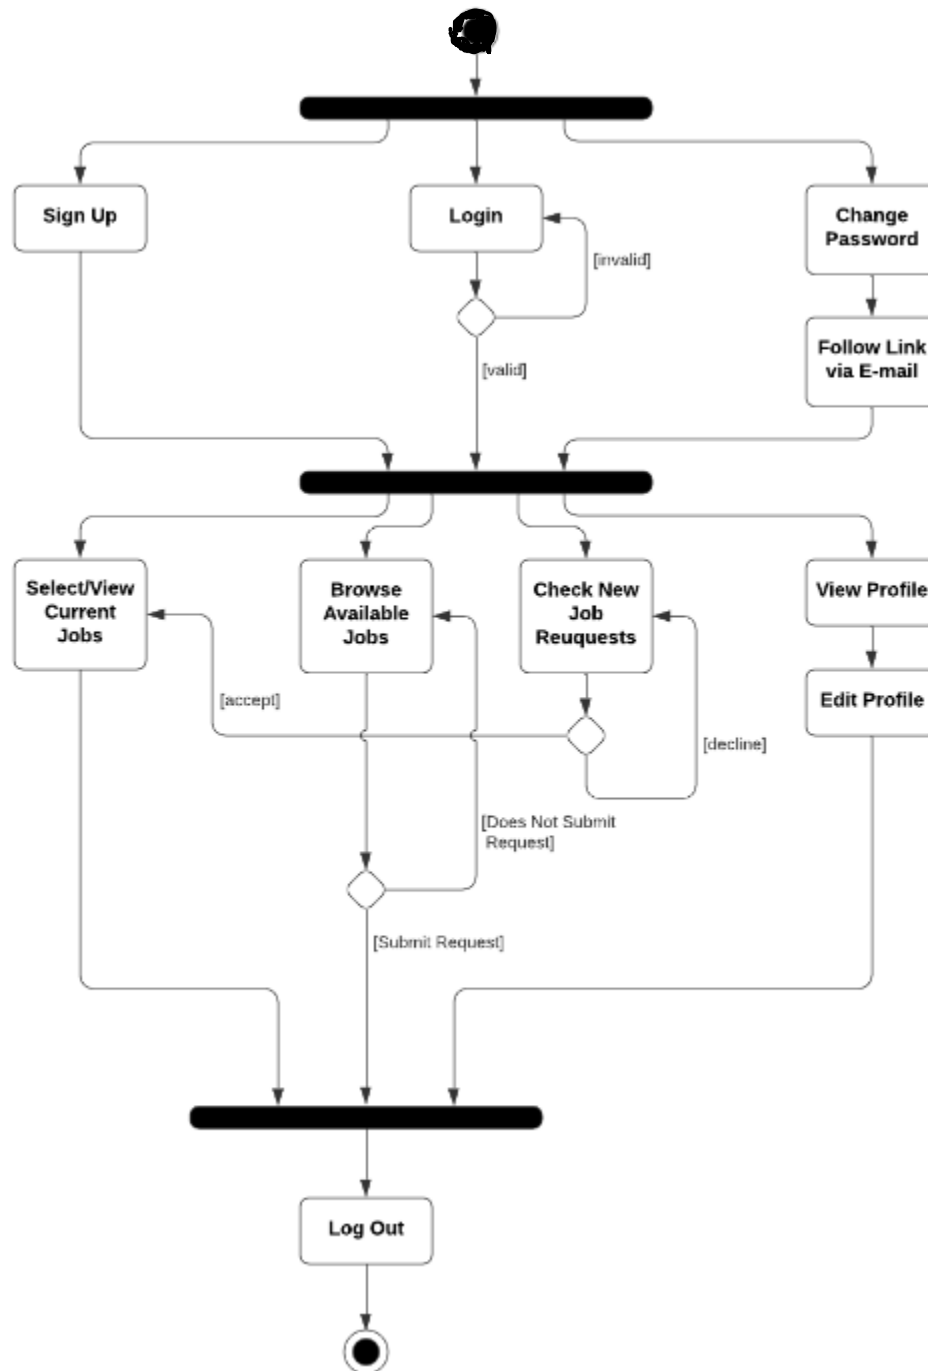 Sign Up
Login
Change
Password
[invalid]
Follow Link
via E-mail
[valid]
Select/View
Current
Jobs
Browse
Available
Jobs
Check New
Job
Reuquests
View Profile
Edit Profile
[accept]
[decline]
[Does Not Submit
Request]
[Submit Request]
Log Out